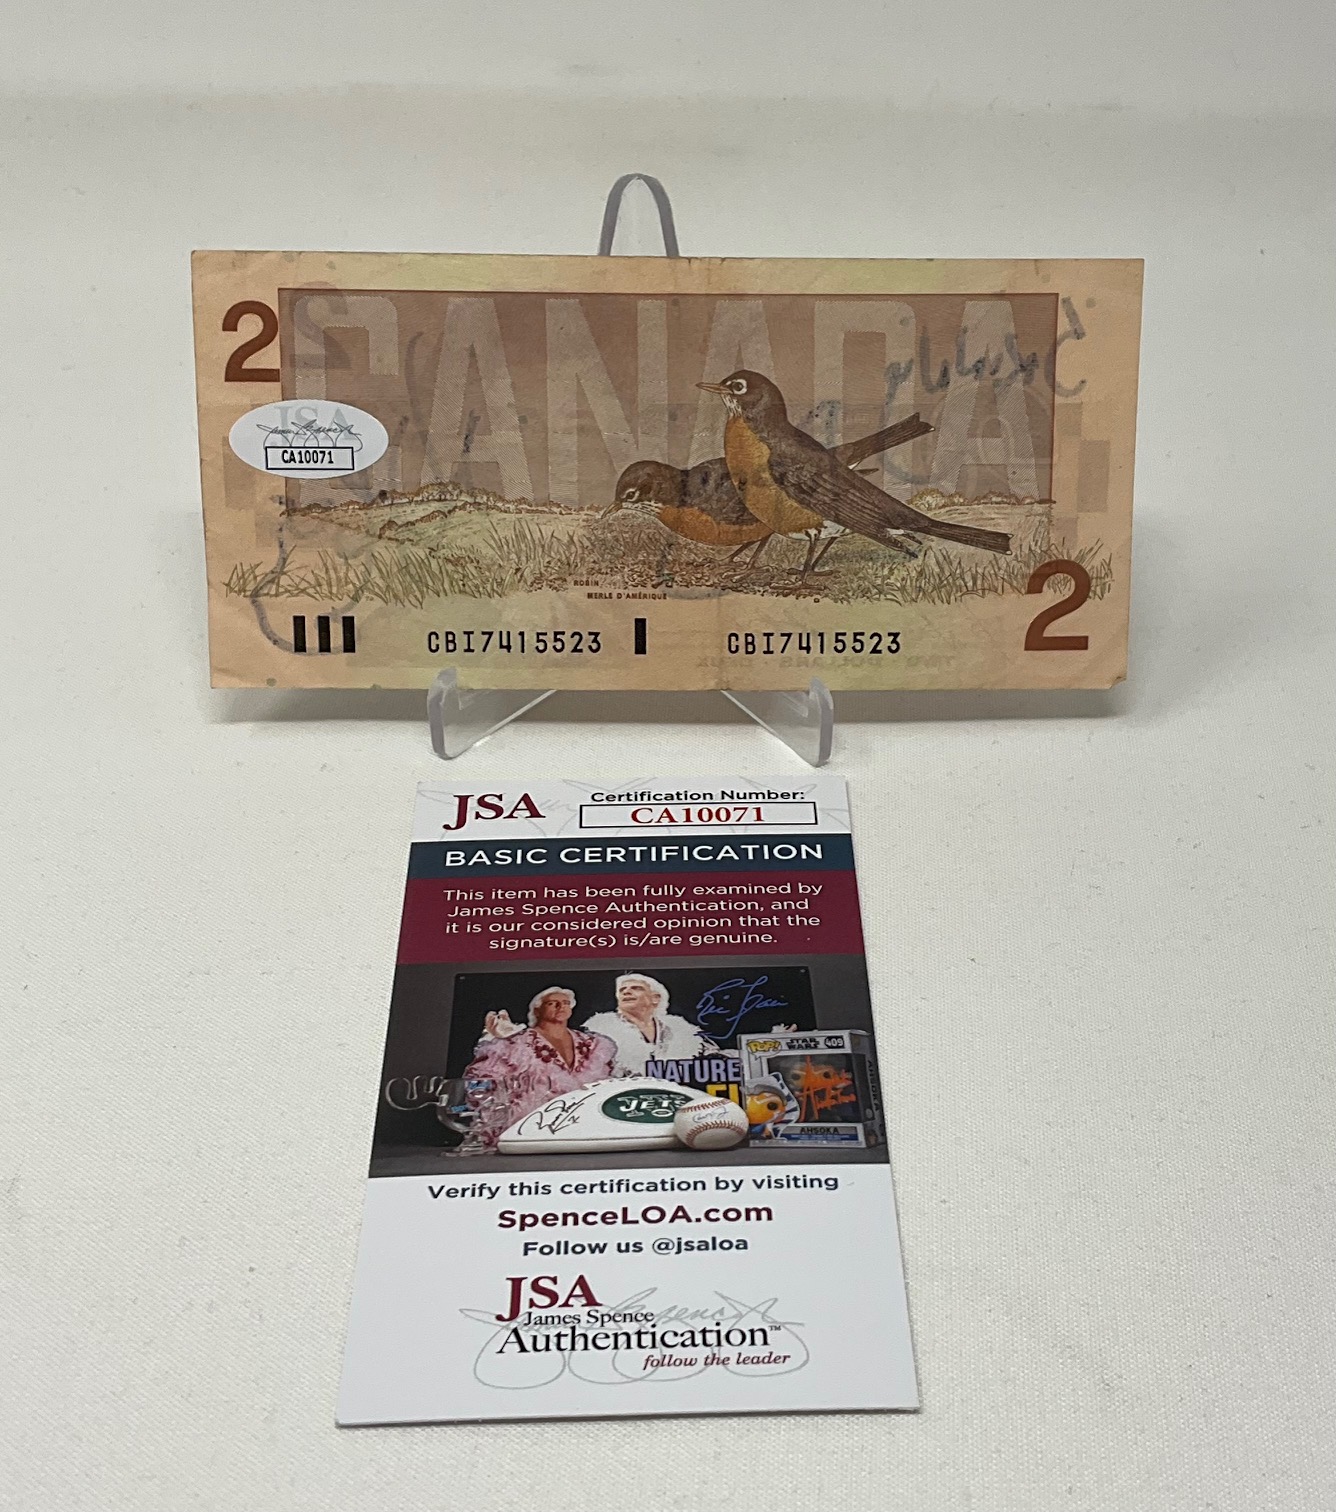 2
CANADA
JSA
CA10071
ROBIN
MERLE D'AMÉRIQUE
CBI7415523
CBI7415523
2
JSA
Certification Number:
CA10071
BASIC CERTIFICATION
This item has been fully examined by
James Spence Authentication, and
it is our considered opinion that the
signature(s) is/are genuine.
NATURE
JETS
POP!
STAR WARS
409
AHSOKA
Verify this certification by visiting
SpenceLOA.com
Follow us @jsaloa
JSA
James Spence
Authentication™
follow the leader